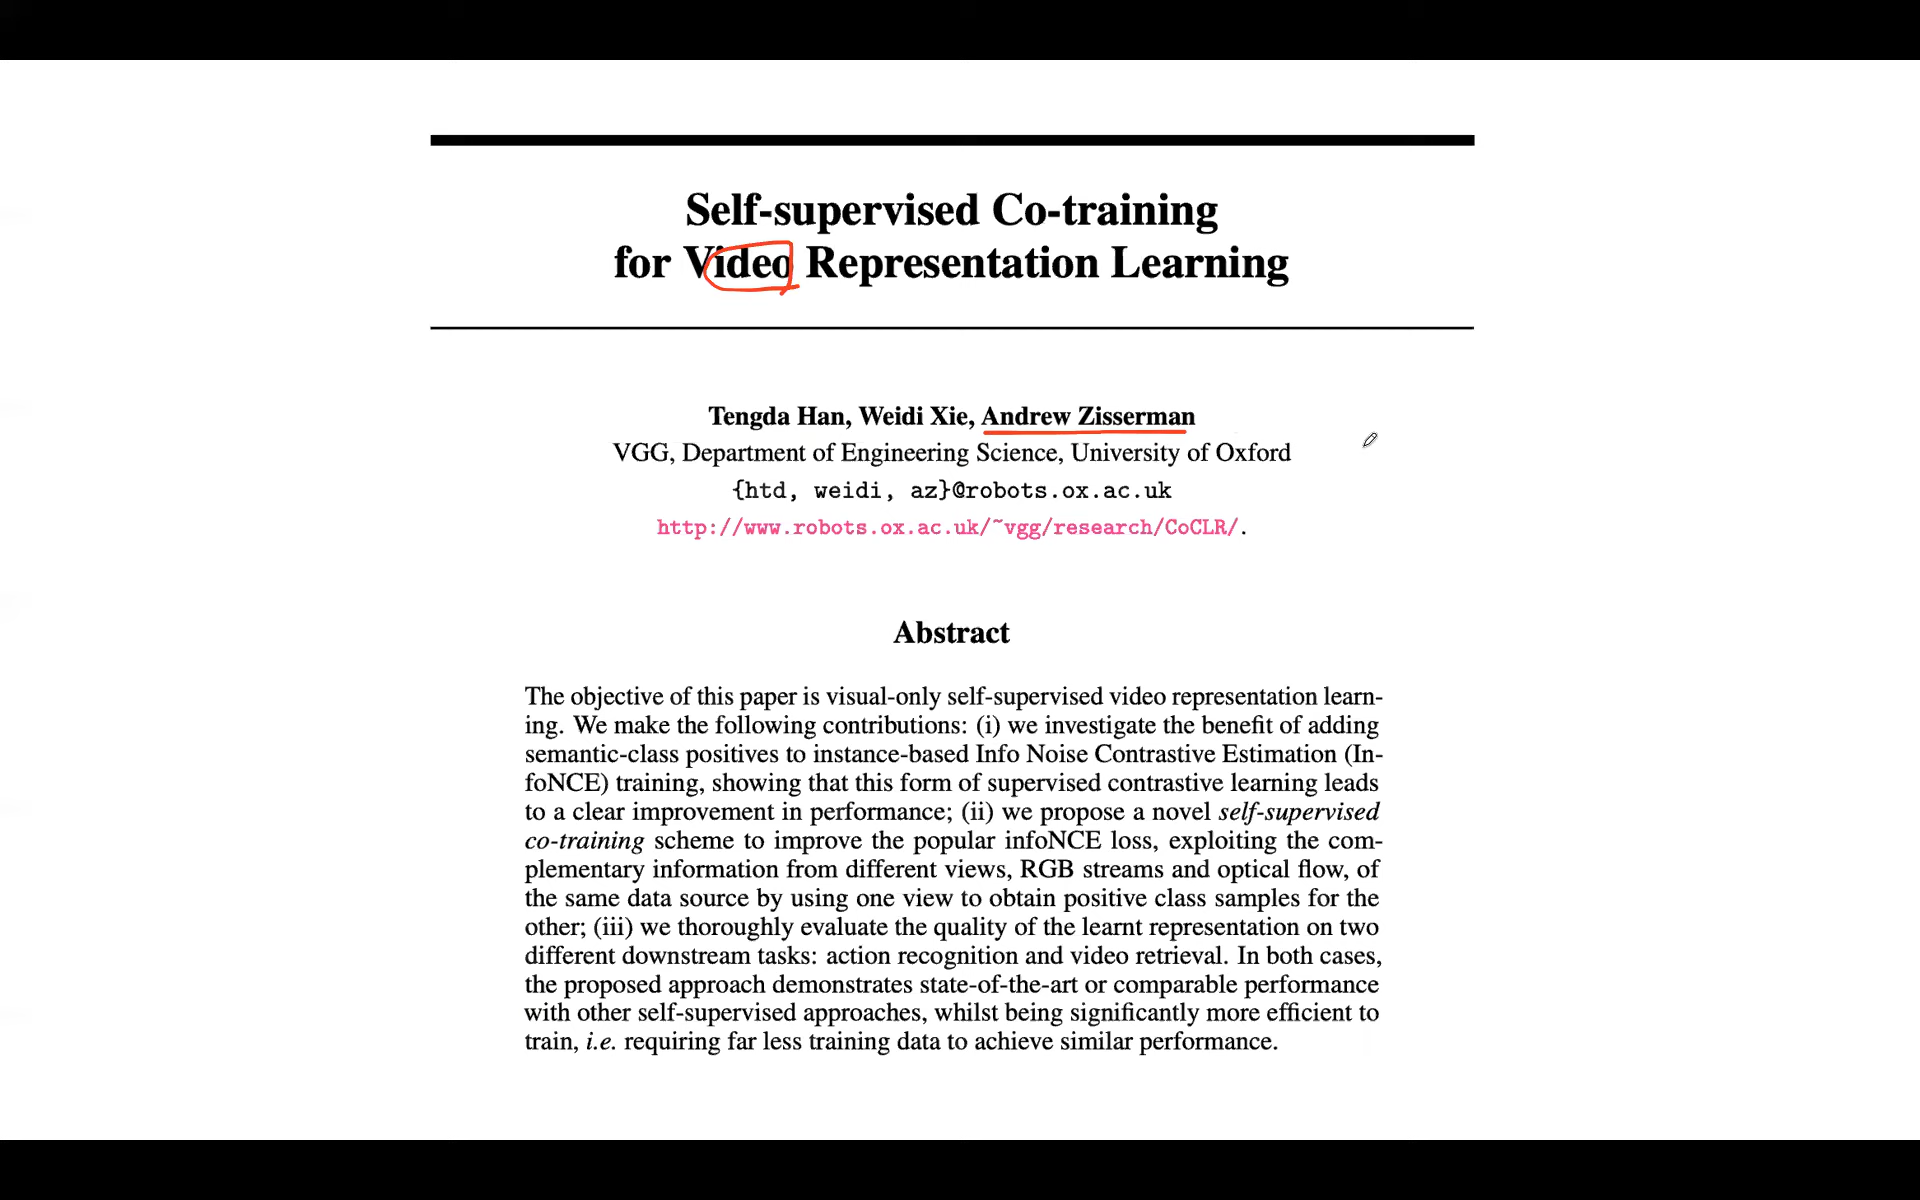 Self-supervised Co-training
for Video Representation Learning
Tengda Han, Weidi Xie, Andrew Zisserman
VGG, Department of Engineering Science, University of Oxford
{htd, weidi, az}@robots.ox.ac.uk
http://www.robots.ox.ac.uk/~vgg/research/CoCLR/.
Abstract
The objective of this paper is visual-only self-supervised video representation learn-
ing. We make the following contributions: (i) we investigate the benefit of adding
semantic-class positives to instance-based Info Noise Contrastive Estimation (In-
foNCE) training, showing that this form of supervised contrastive learning leads
to a clear improvement in performance; (ii) we propose a novel self-supervised
co-training scheme to improve the popular infoNCE loss, exploiting the com-
plementary information from different views, RGB streams and optical flow, of
the same data source by using one view to obtain positive class samples for the
other; (iii) we thoroughly evaluate the quality of the learnt representation on two
different downstream tasks: action recognition and video retrieval. In both cases,
the proposed approach demonstrates state-of-the-art or comparable performance
with other self-supervised approaches, whilst being significantly more efficient to
train, i.e. requiring far less training data to achieve similar performance.